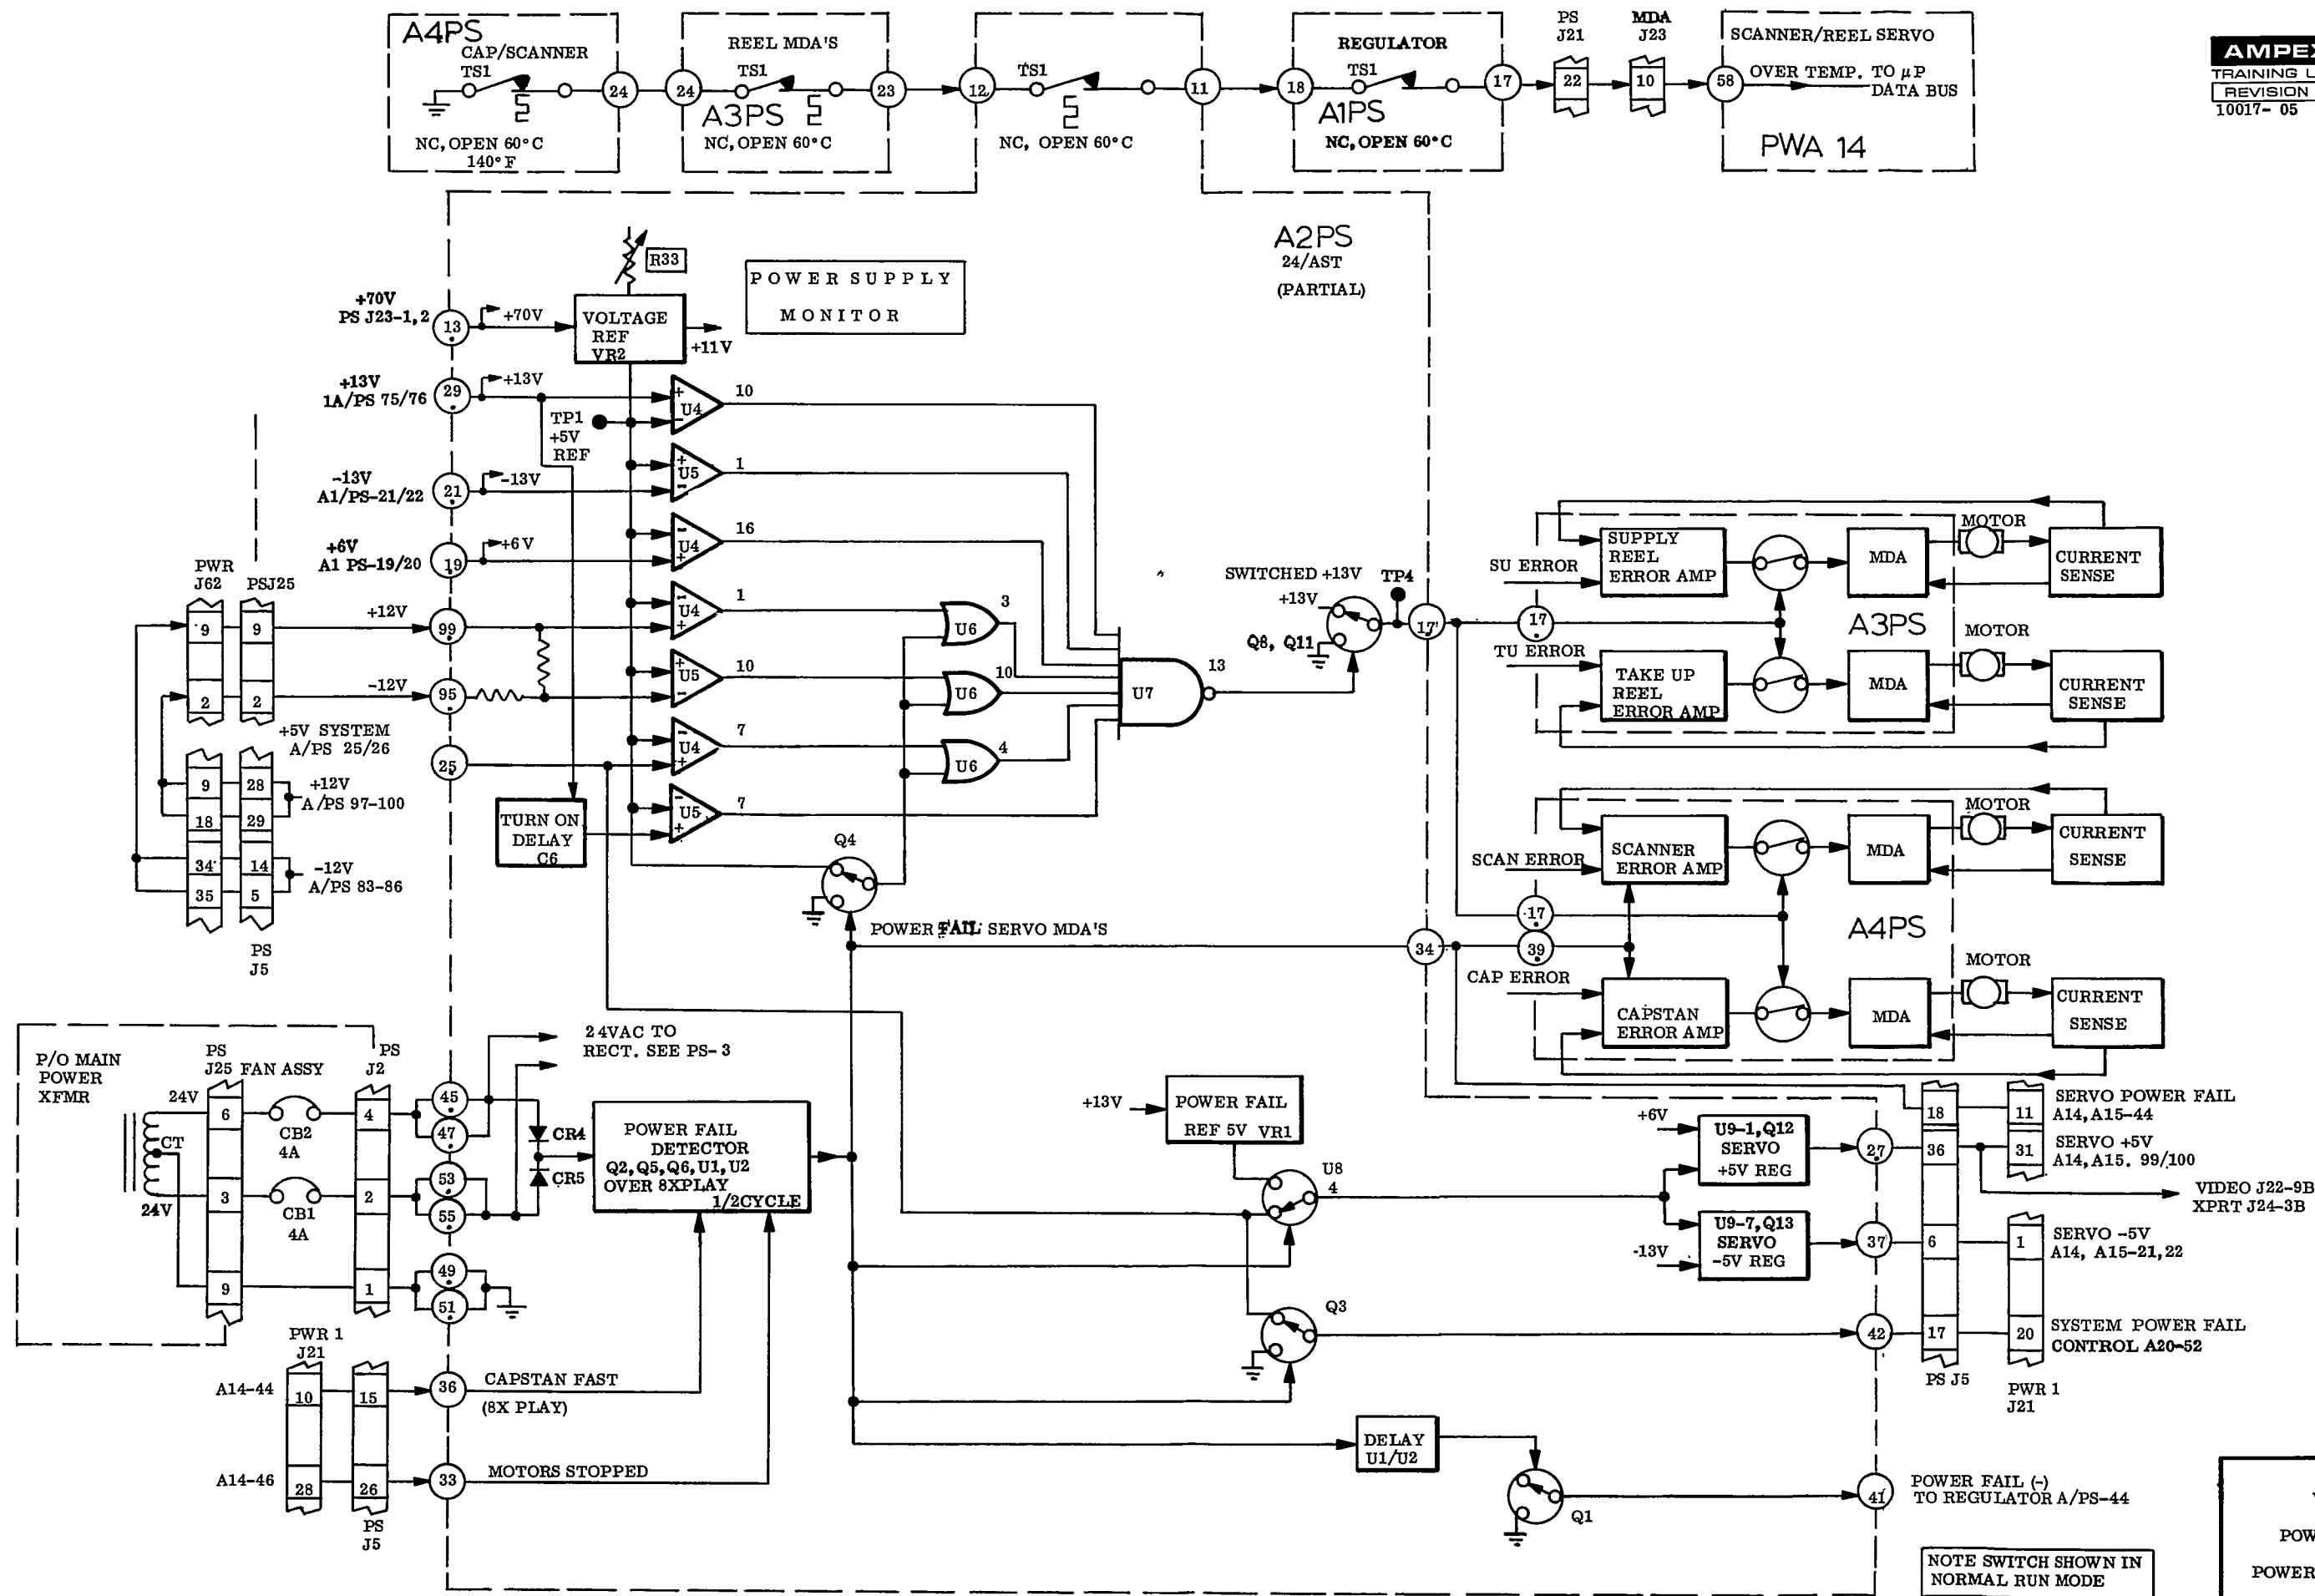 A4PS
CAP/SCANNER
TS1
24
NC, OPEN 60°C
140°F
REEL MDA'S
24
TS1
23
A3PS
NC, OPEN 60°C
12
TS1
11
NC, OPEN 60°C
REGULATOR
18
TS1
17
A1PS
NC, OPEN 60°C
PS
J21
22
MDA
J23
10
SCANNER/REEL SERVO
58
OVER TEMP. TO µP
DATA BUS
PWA 14
AMPEX
TRAINING
REVISION
10017- 05
A2PS
24/AST
(PARTIAL)
R33
POWER SUPPLY
MONITOR
+70V
PS J23-1,2
13
+70V
VOLTAGE
REF
VR2
+11V
+13V
1A/PS 75/76
29
+13V
TP1
+5V
REF
U4
10
-13V
A1/PS-21/22
21
-13V
U5
1
+6V
A1 PS-19/20
19
+6V
U4
16
PWR
J62
PSJ25
9
9
+12V
99
U4
1
U6
3
2
2
-12V
95
U5
10
U6
10
+5V SYSTEM
A/PS 25/26
25
U4
7
U6
4
9
28
+12V
A/PS 97-100
18
29
34
14
-12V
A/PS 83-86
35
5
PS
J5
TURN ON
DELAY
C6
U5
7
Q4
U7
13
SWITCHED +13V
+13V
TP4
Q8, Q11
17
POWER FAIL SERVO MDA'S
34
SU ERROR
SUPPLY
REEL
ERROR AMP
MDA
MOTOR
CURRENT
SENSE
17
A3PS
TU ERROR
TAKE UP
REEL
ERROR AMP
MDA
MOTOR
CURRENT
SENSE
SCAN ERROR
SCANNER
ERROR AMP
MDA
MOTOR
CURRENT
SENSE
17
39
A4PS
CAP ERROR
CAPSTAN
ERROR AMP
MDA
MOTOR
CURRENT
SENSE
P/O MAIN
POWER
XFMR
PS
J25
FAN ASSY
PS
J2
24V
6
CB2
4A
4
CT
3
CB1
4A
2
24V
9
1
45
47
53
55
49
51
24VAC TO
RECT. SEE PS-3
CR4
CR5
POWER FAIL
DETECTOR
Q2, Q5, Q6, U1, U2
OVER 8XPLAY
1/2CYCLE
PWR 1
J21
A14-44
10
15
36
CAPSTAN FAST
(8X PLAY)
A14-46
28
26
33
MOTORS STOPPED
PS
J5
+13V
POWER FAIL
REF 5V VR1
U8
4
Q3
DELAY
U1/U2
Q1
+6V
U9-1, Q12
SERVO
+5V REG
27
-13V
U9-7, Q13
SERVO
-5V REG
37
42
41
18
11
SERVO POWER FAIL
A14, A15-44
36
31
SERVO +5V
A14, A15. 99/100
VIDEO J22-9B
XPRT J24-3B
6
1
SERVO -5V
A14, A15-21,22
17
20
SYSTEM POWER FAIL
CONTROL A20-52
PS J5
PWR 1
J21
POWER FAIL (-)
TO REGULATOR A/PS-44
NOTE SWITCH SHOWN IN
NORMAL RUN MODE
POWER